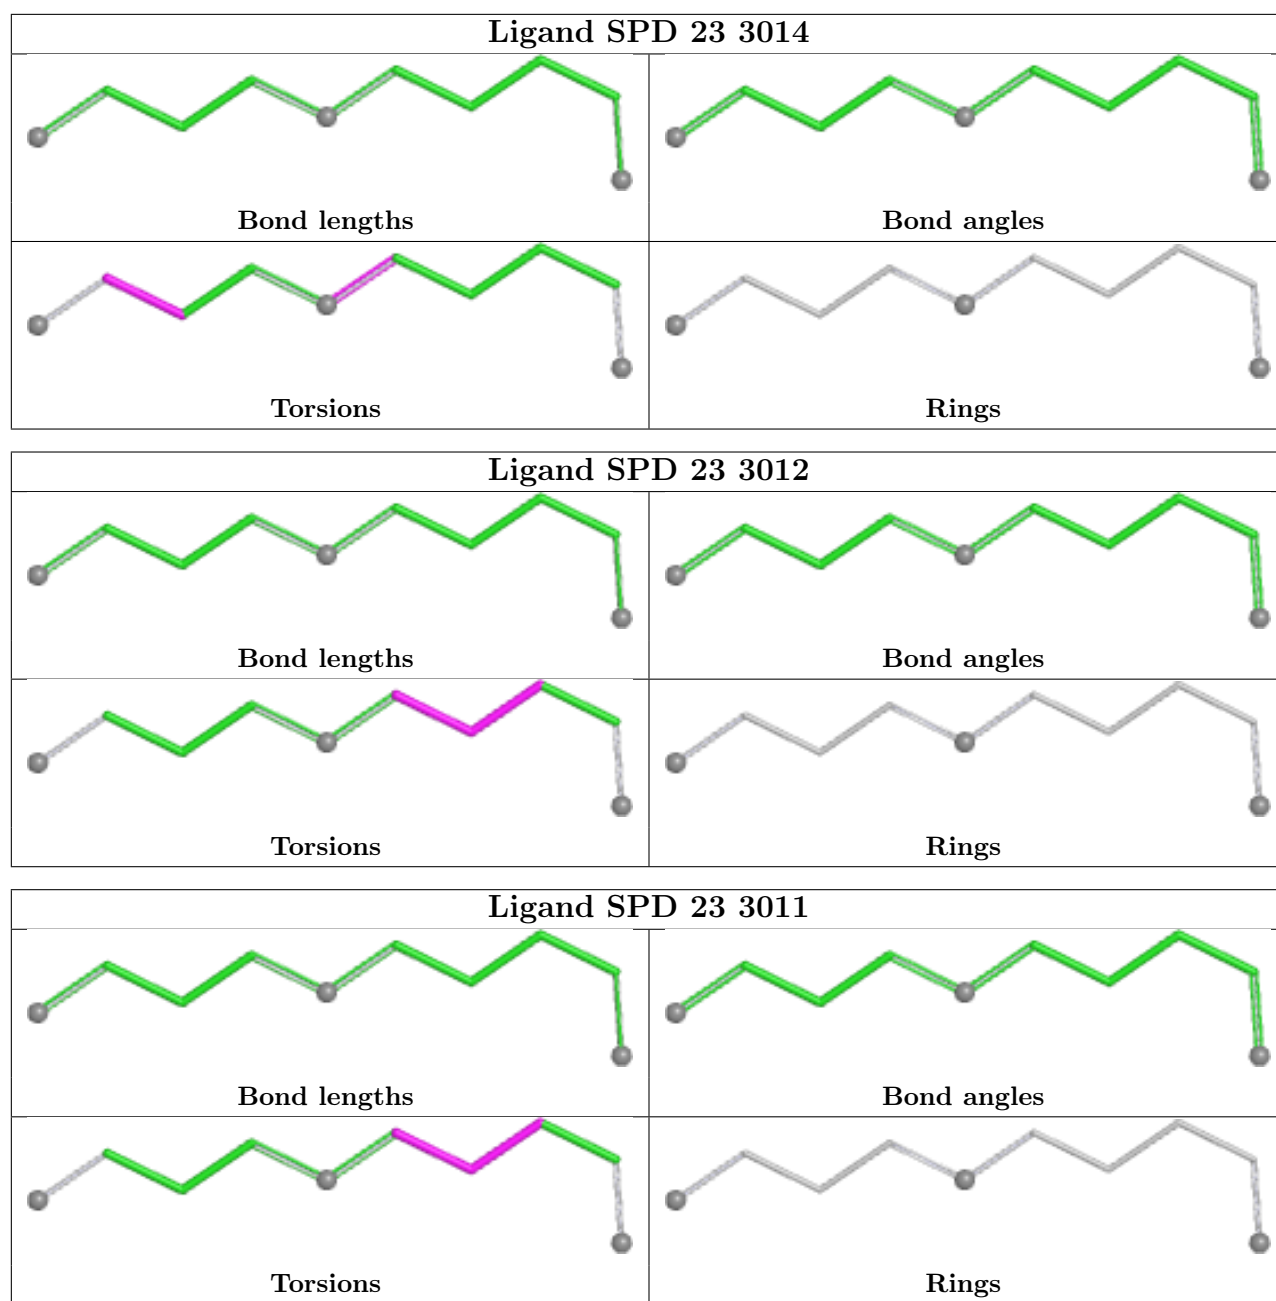 Ligand SPD 23 3014
Bond lengths
Bond angles
Torsions
Rings
Ligand SPD 23 3012
Bond lengths
Bond angles
Torsions
Rings
Ligand SPD 23 3011
Bond lengths
Bond angles
Torsions
Rings